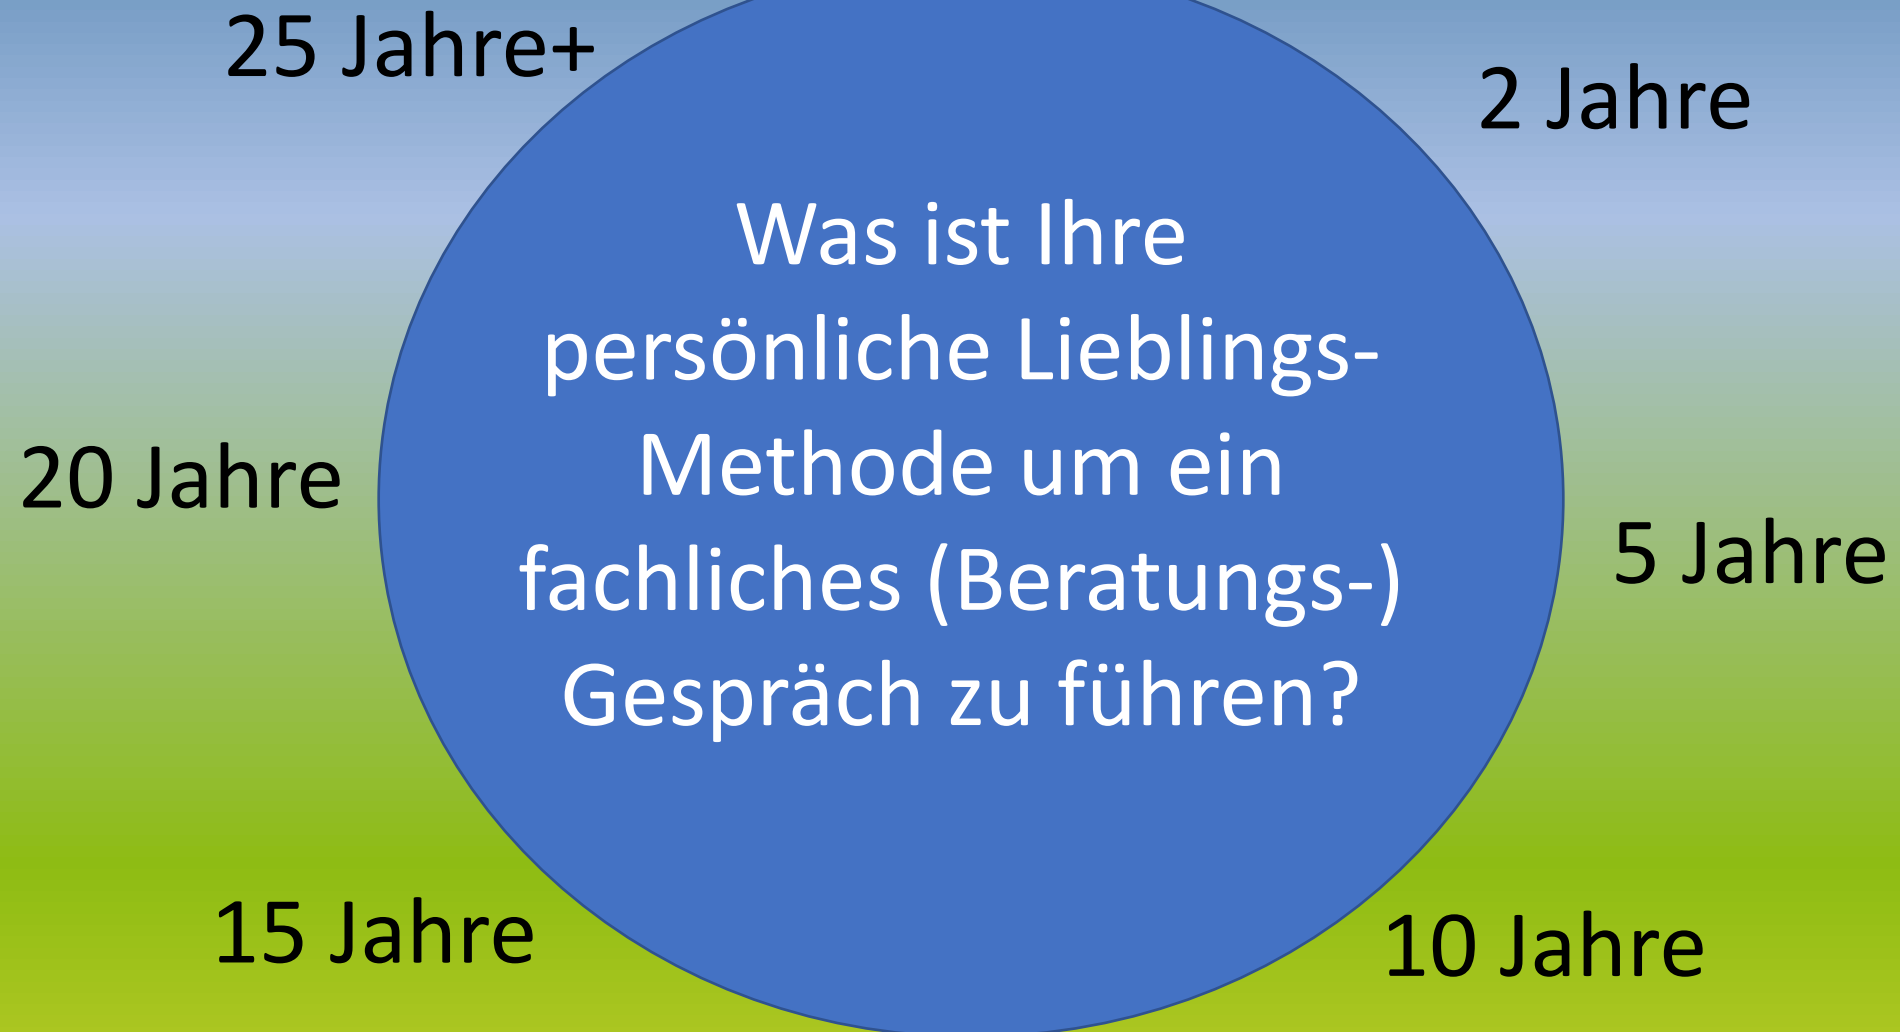 25 Jahre+
2 Jahre
Was ist Ihre
persönliche Lieblings-
Methode um ein
fachliches (Beratungs-)
Gespräch zu führen?
20 Jahre
5 Jahre
15 Jahre
10 Jahre